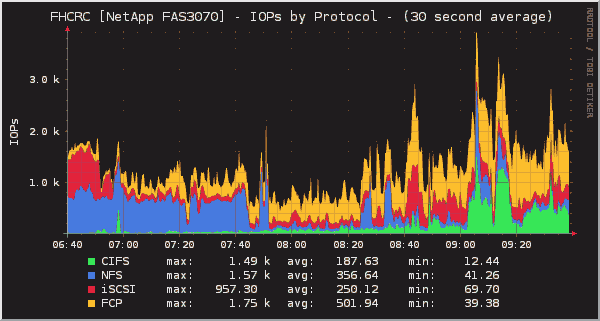 FHCRC [NetApp FAS3070] - IOPs by Protocol - (30 second average)
RRDTOOL / TOBI OETIKER
IOPs
3.0 k
2.0 k
1.0 k
06:40 07:00 07:20 07:40 08:00 08:20 08:40 09:00 09:20
CIFS max: 1.49 k avg: 187.63 min: 12.44
NFS max: 1.57 k avg: 356.64 min: 41.26
iSCSI max: 957.30 avg: 250.12 min: 69.70
FCP max: 1.75 k avg: 501.94 min: 39.38